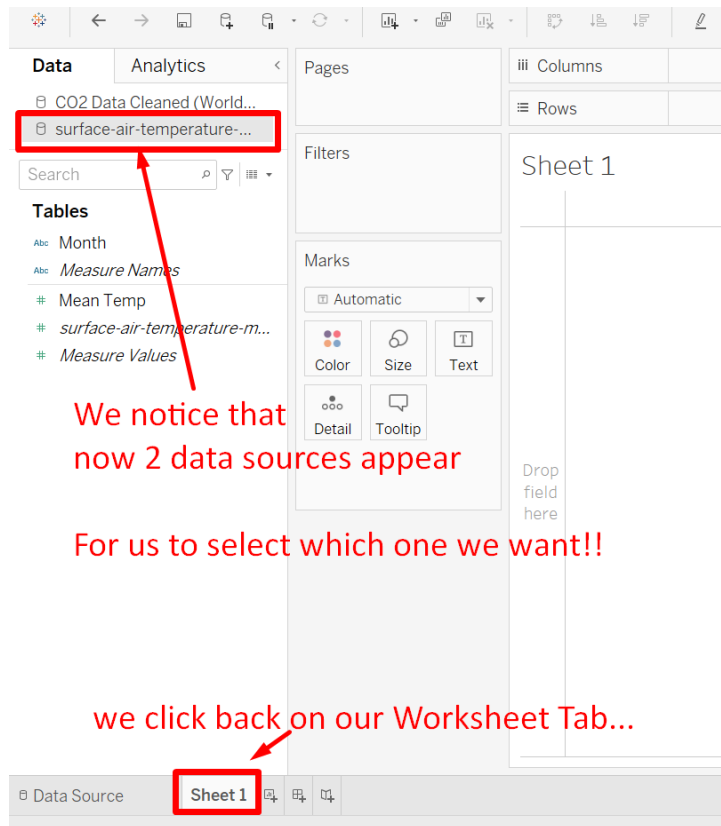 Data Analytics
CO2 Data Cleaned (World...
surface-air-temperature-...
Search
Tables
Abc Month
Abc Measure Names
# Mean Temp
# surface-air-temperature-m...
# Measure Values
Pages
Filters
Marks
Automatic
Color Size Text
Detail Tooltip
iii Columns
Rows
Sheet 1
Drop
field
here
We notice that
now 2 data sources appear
For us to select which one we want!!
we click back on our Worksheet Tab...
Data Source Sheet 1